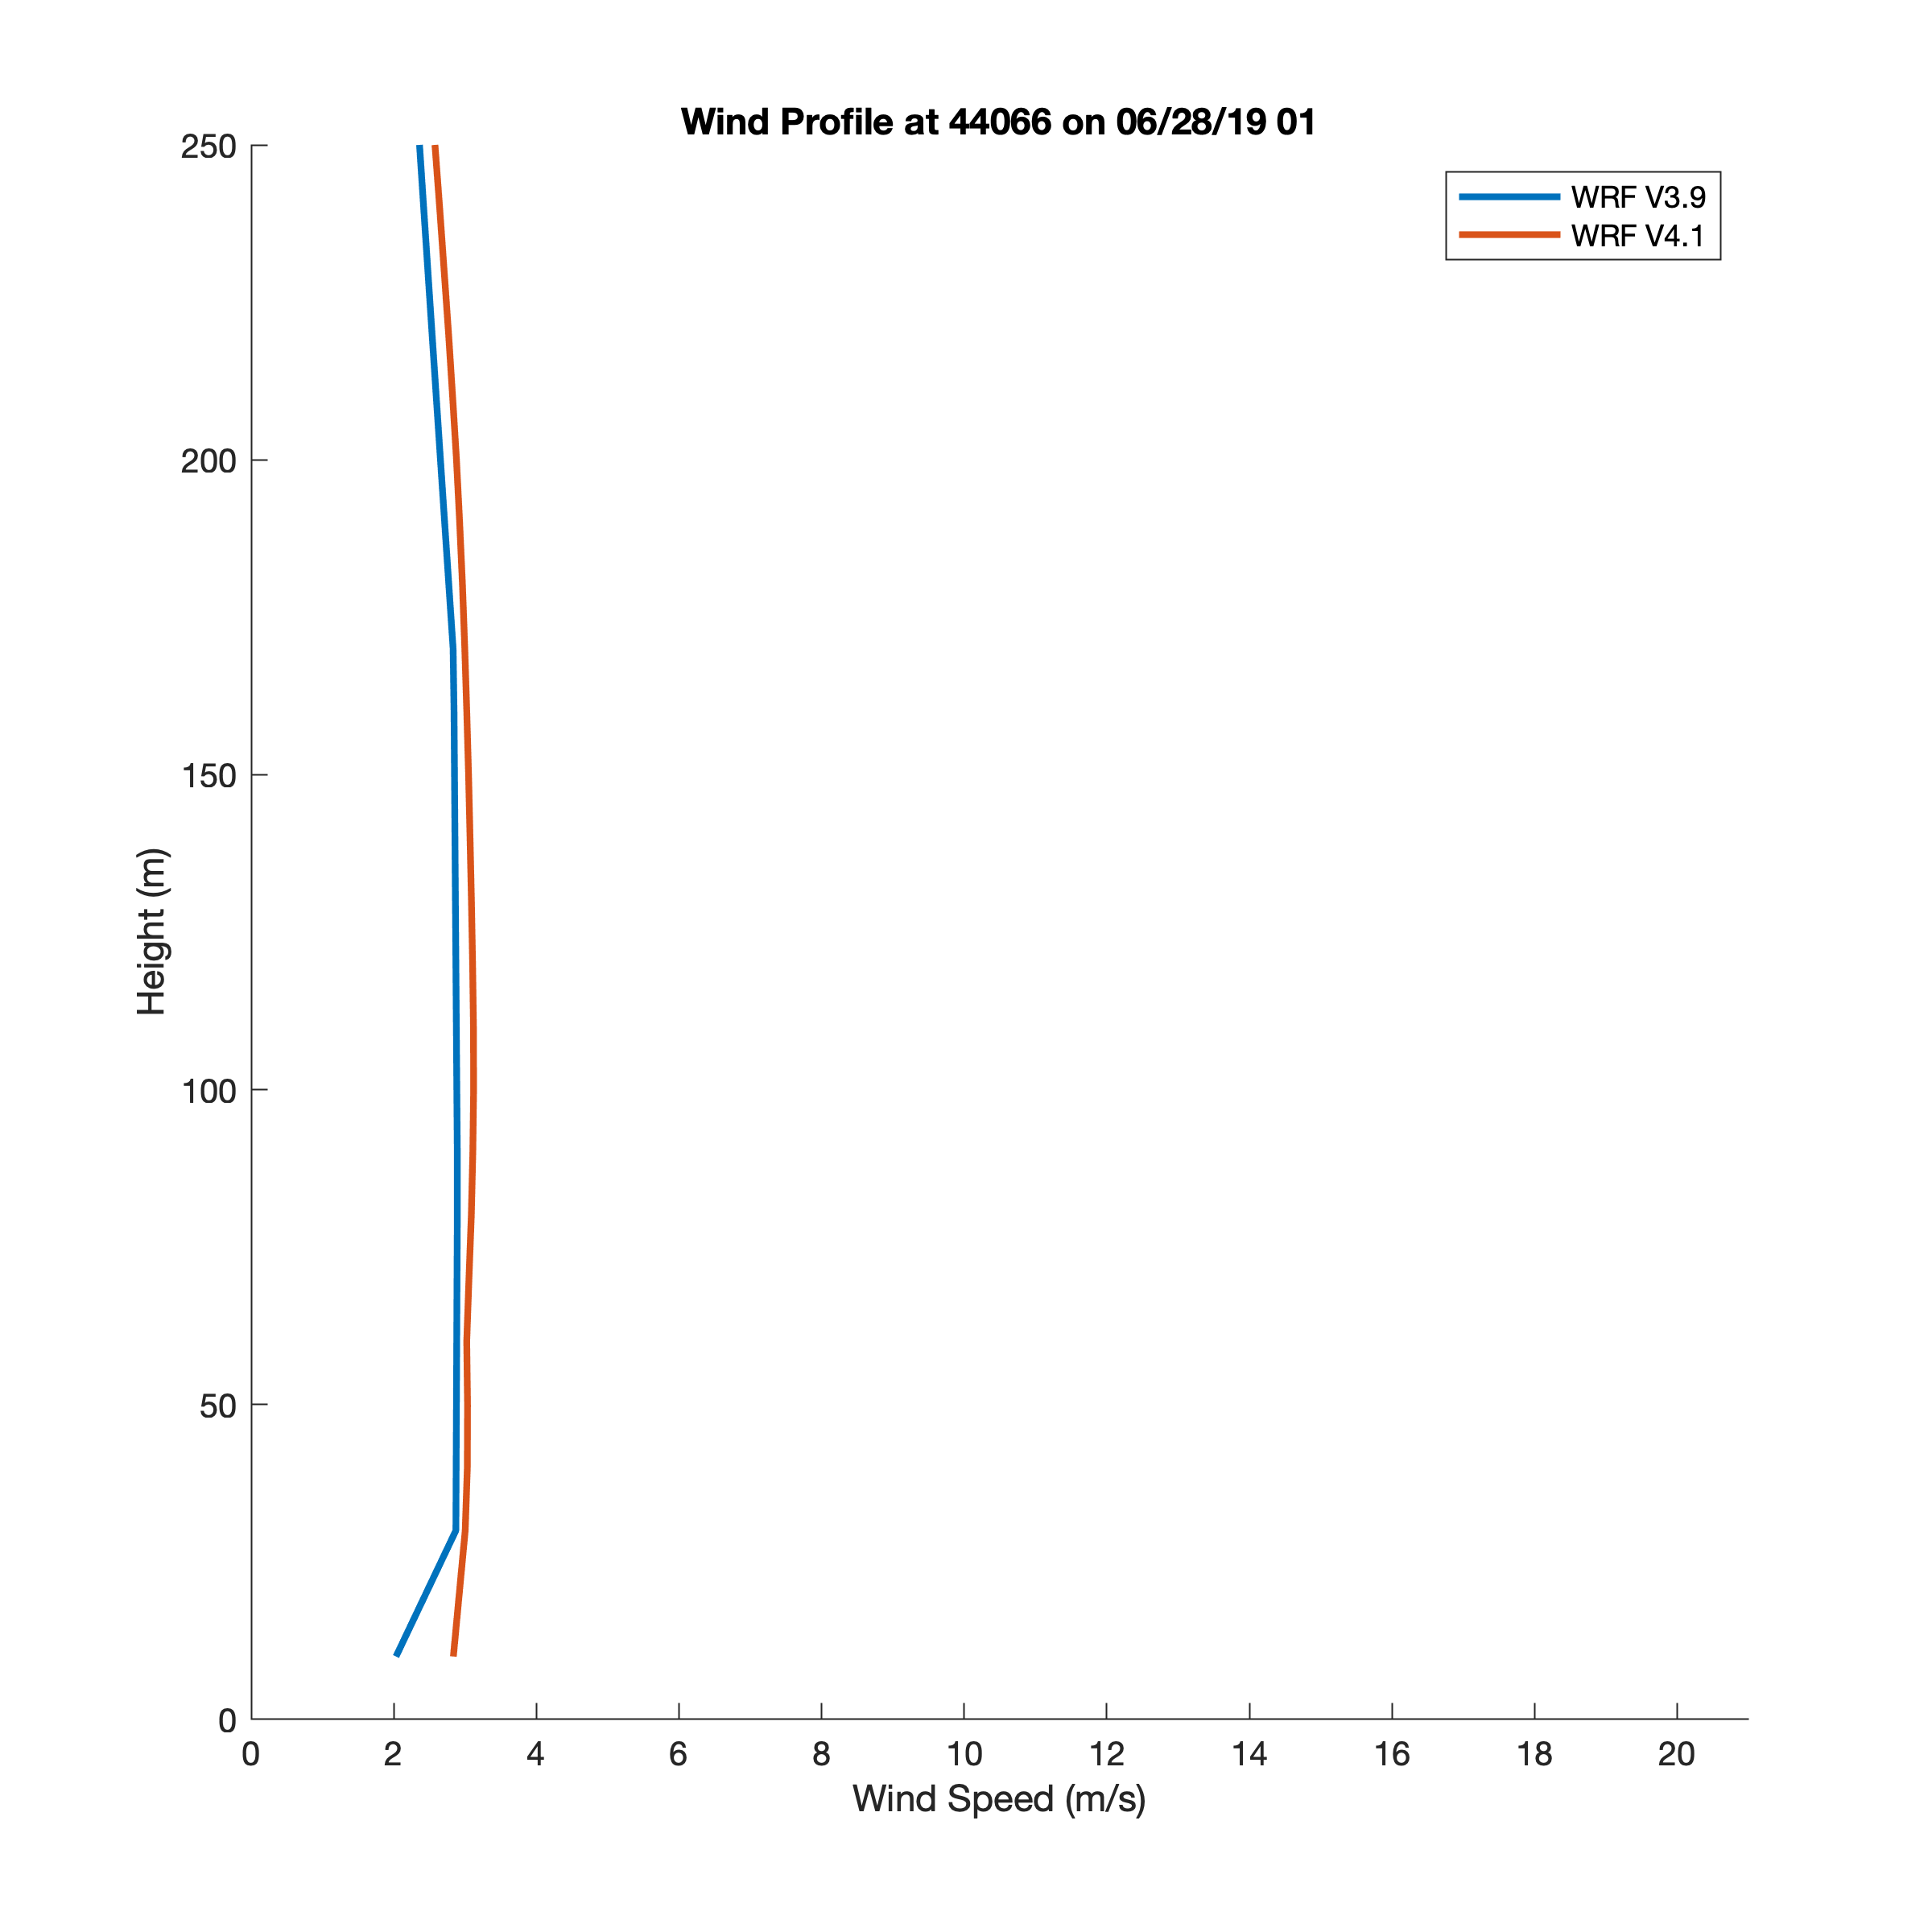 Wind Profile at 44066 on 06/28/19 01
WRF V3.9
WRF V4.1
250
200
150
100
50
0
Height (m)
0 2 4 6 8 10 12 14 16 18 20
Wind Speed (m/s)